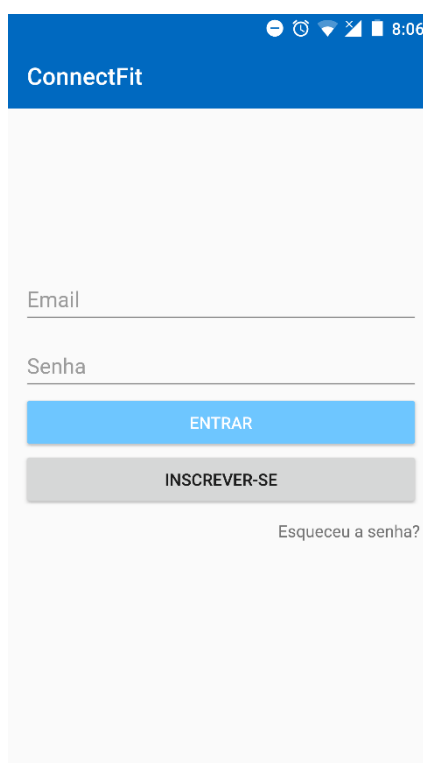 8:06
ConnectFit
Email
Senha
ENTRAR
INSCREVER-SE
Esqueceu a senha?